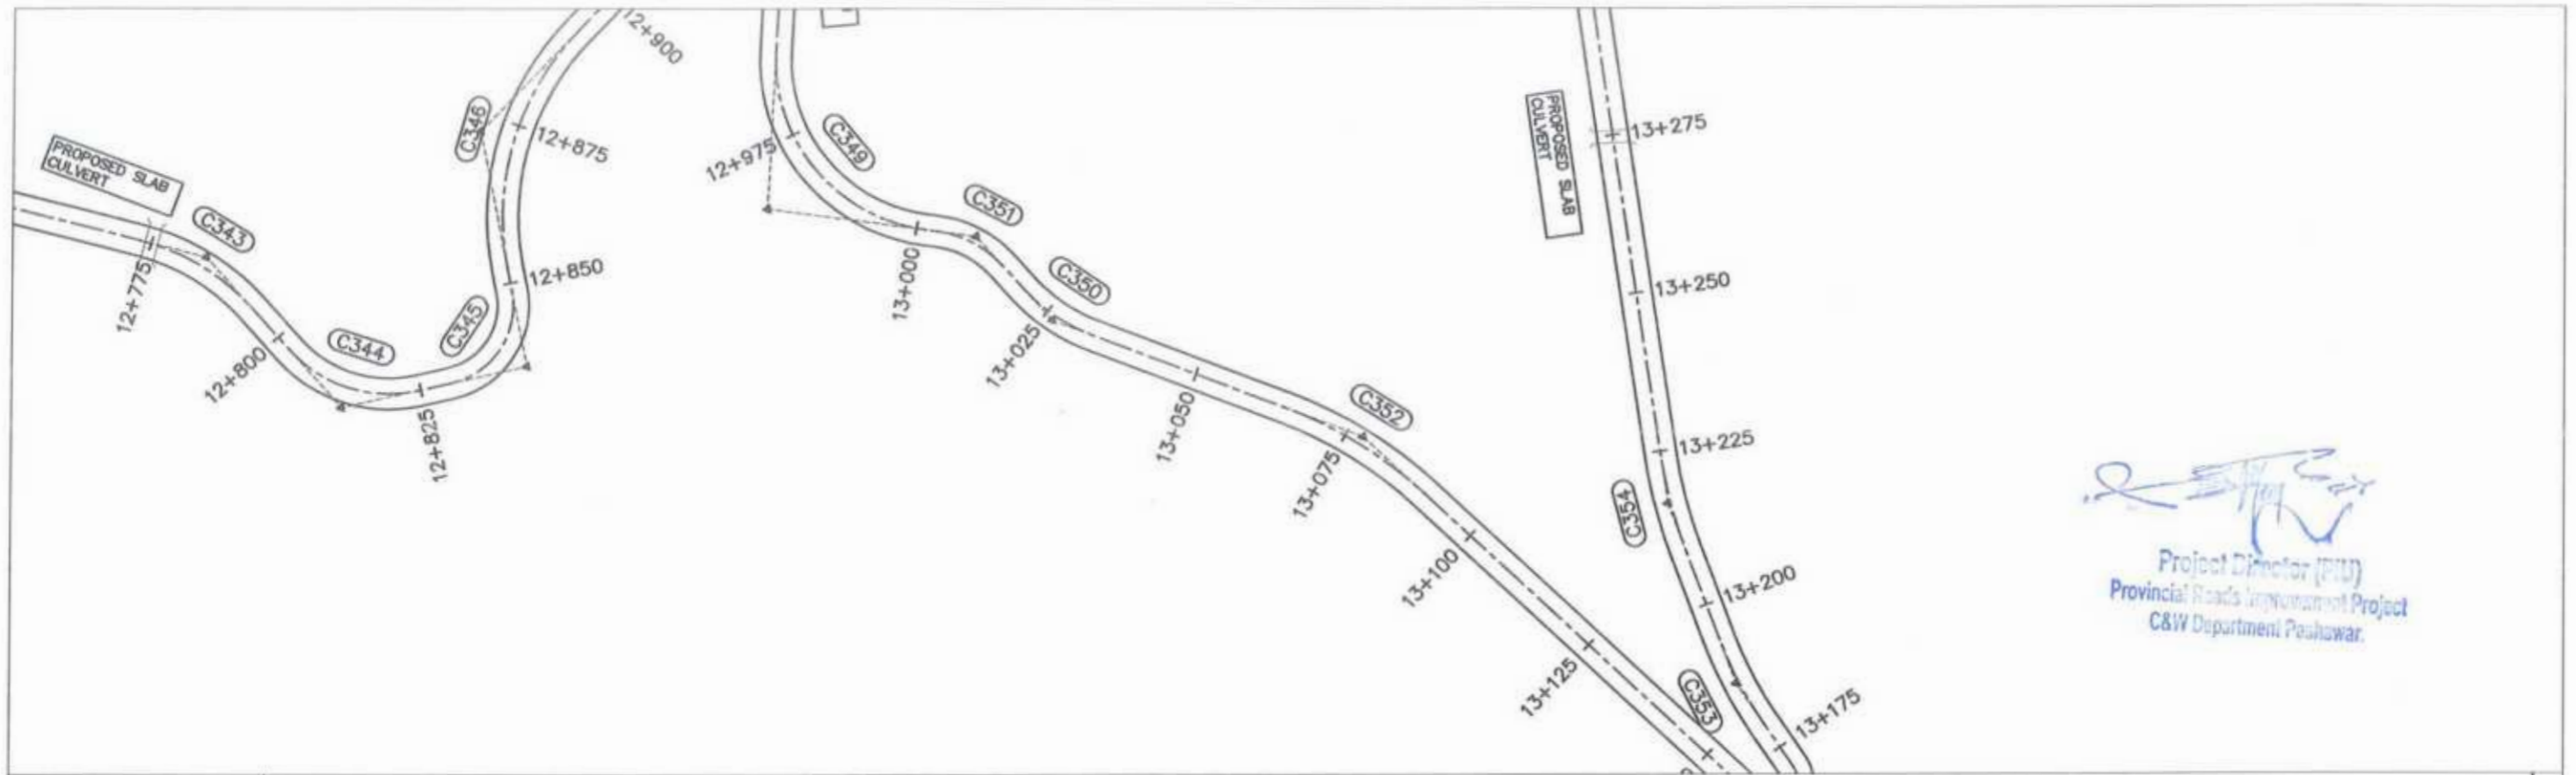 12+900
C346
12+875
PROPOSED SLAB
CULVERT
C343
12+775
12+850
C345
C344
12+800
12+825
12+975
C349
C351
13+000
C350
13+025
13+050
C352
13+075
13+100
13+125
C353
PROPOSED SLAB
CULVERT
13+275
13+250
13+225
C354
13+200
13+175
Project Director (PIU)
Provincial Roads Improvement Project
C&W Department Peshawar.